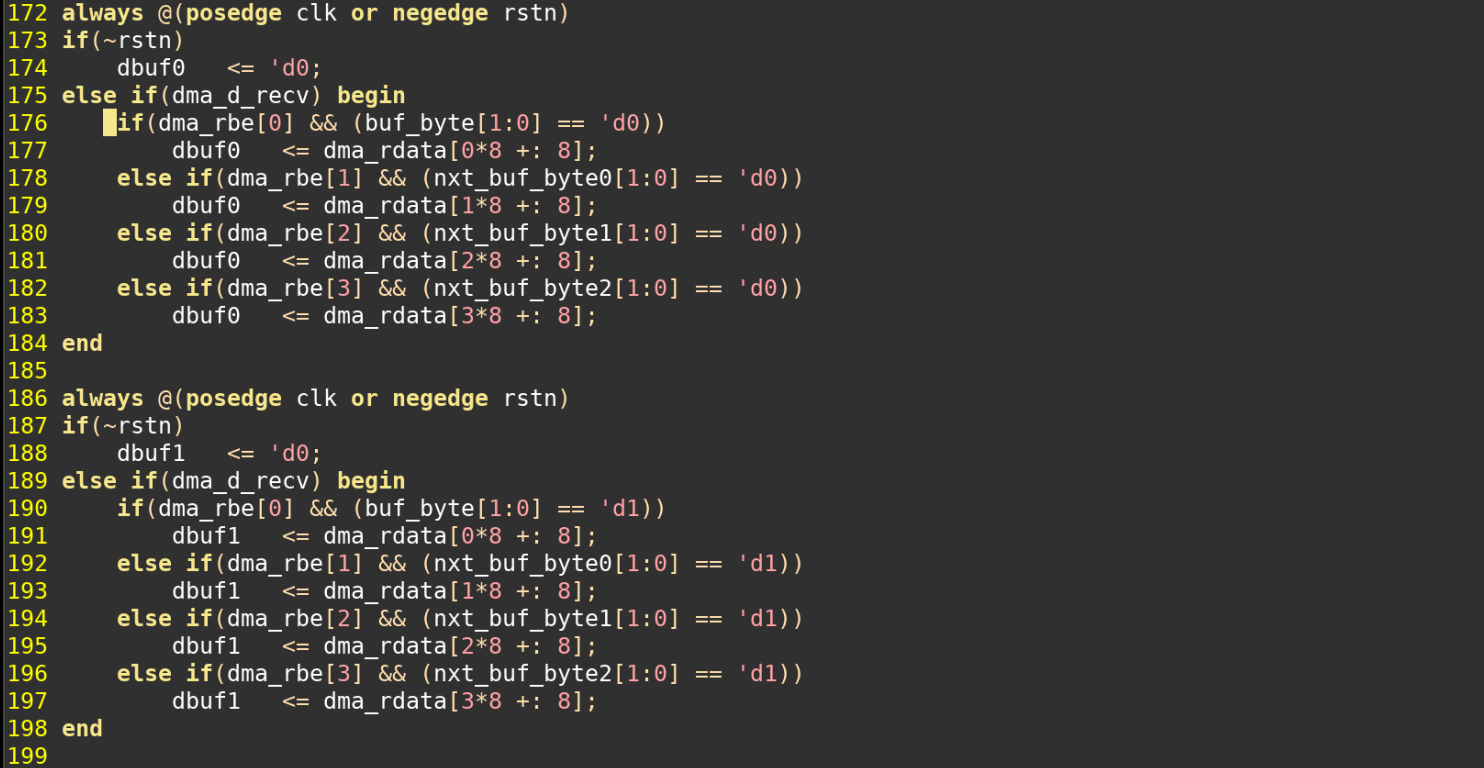 172 always @(posedge clk or negedge rstn)
173 if(~rstn)
174     dbuf0   <= 'd0;
175 else if(dma_d_recv) begin
176     if(dma_rbe[0] && (buf_byte[1:0] == 'd0))
177         dbuf0   <= dma_rdata[0*8 +: 8];
178     else if(dma_rbe[1] && (nxt_buf_byte0[1:0] == 'd0))
179         dbuf0   <= dma_rdata[1*8 +: 8];
180     else if(dma_rbe[2] && (nxt_buf_byte1[1:0] == 'd0))
181         dbuf0   <= dma_rdata[2*8 +: 8];
182     else if(dma_rbe[3] && (nxt_buf_byte2[1:0] == 'd0))
183         dbuf0   <= dma_rdata[3*8 +: 8];
184 end
185
186 always @(posedge clk or negedge rstn)
187 if(~rstn)
188     dbuf1   <= 'd0;
189 else if(dma_d_recv) begin
190     if(dma_rbe[0] && (buf_byte[1:0] == 'd1))
191         dbuf1   <= dma_rdata[0*8 +: 8];
192     else if(dma_rbe[1] && (nxt_buf_byte0[1:0] == 'd1))
193         dbuf1   <= dma_rdata[1*8 +: 8];
194     else if(dma_rbe[2] && (nxt_buf_byte1[1:0] == 'd1))
195         dbuf1   <= dma_rdata[2*8 +: 8];
196     else if(dma_rbe[3] && (nxt_buf_byte2[1:0] == 'd1))
197         dbuf1   <= dma_rdata[3*8 +: 8];
198 end
199